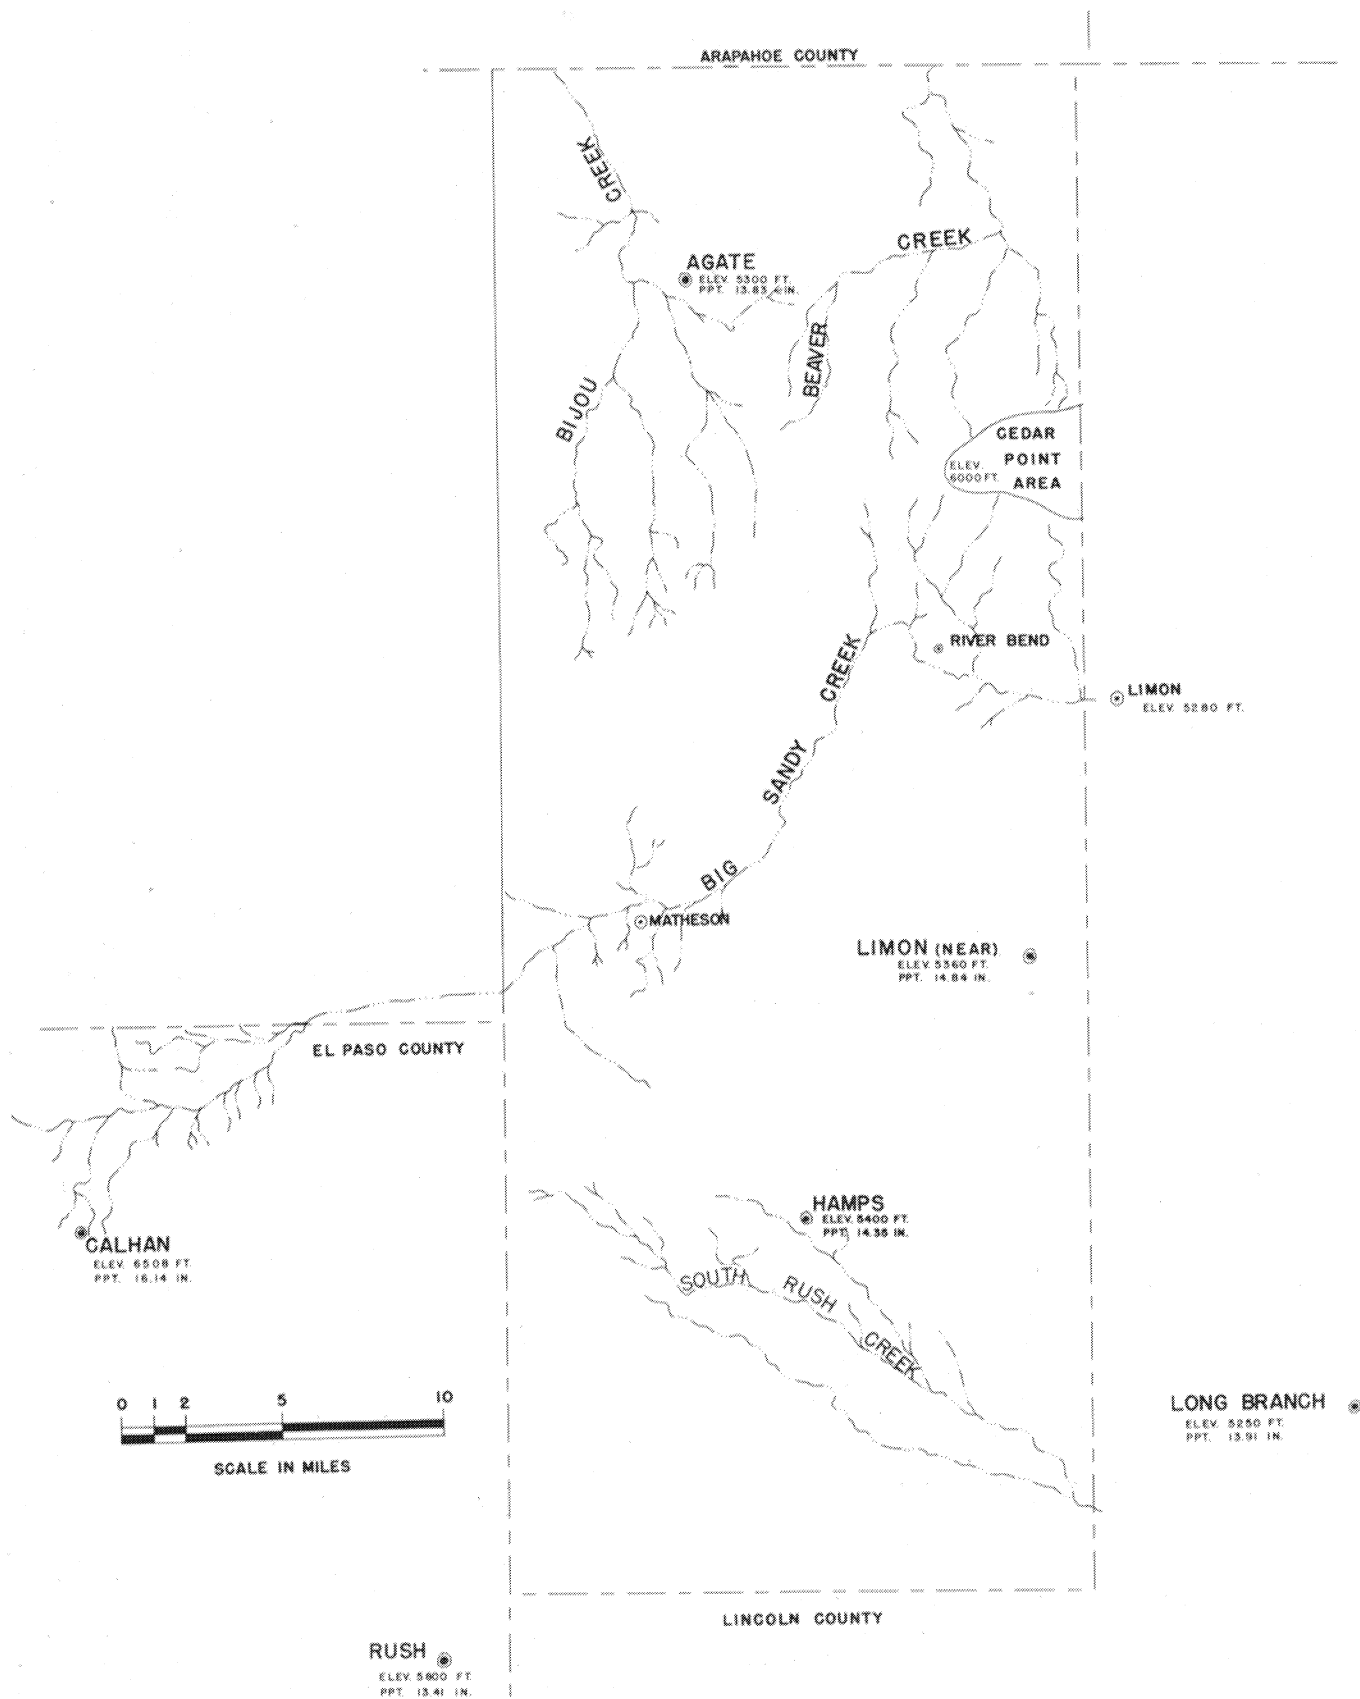 ARAPAHOE COUNTY
CREEK
CREEK
AGATE
ELEV. 5300 FT.
PPT. 13.83 IN.
BEAVER
BIJOU
CEDAR
POINT
AREA
ELEV.
6000 FT.
CREEK
RIVER BEND
LIMON
ELEV. 5280 FT.
SANDY
BIG
MATHESON
LIMON (NEAR)
ELEV. 5360 FT.
PPT. 14.84 IN.
EL PASO COUNTY
HAMPS
ELEV. 5400 FT.
PPT. 14.35 IN.
CALHAN
ELEV. 6508 FT.
PPT. 16.14 IN.
SOUTH RUSH CREEK
0 1 2 5 10
SCALE IN MILES
LONG BRANCH
ELEV. 5250 FT.
PPT. 13.91 IN.
LINCOLN COUNTY
RUSH
ELEV. 5800 FT.
PPT. 13.41 IN.